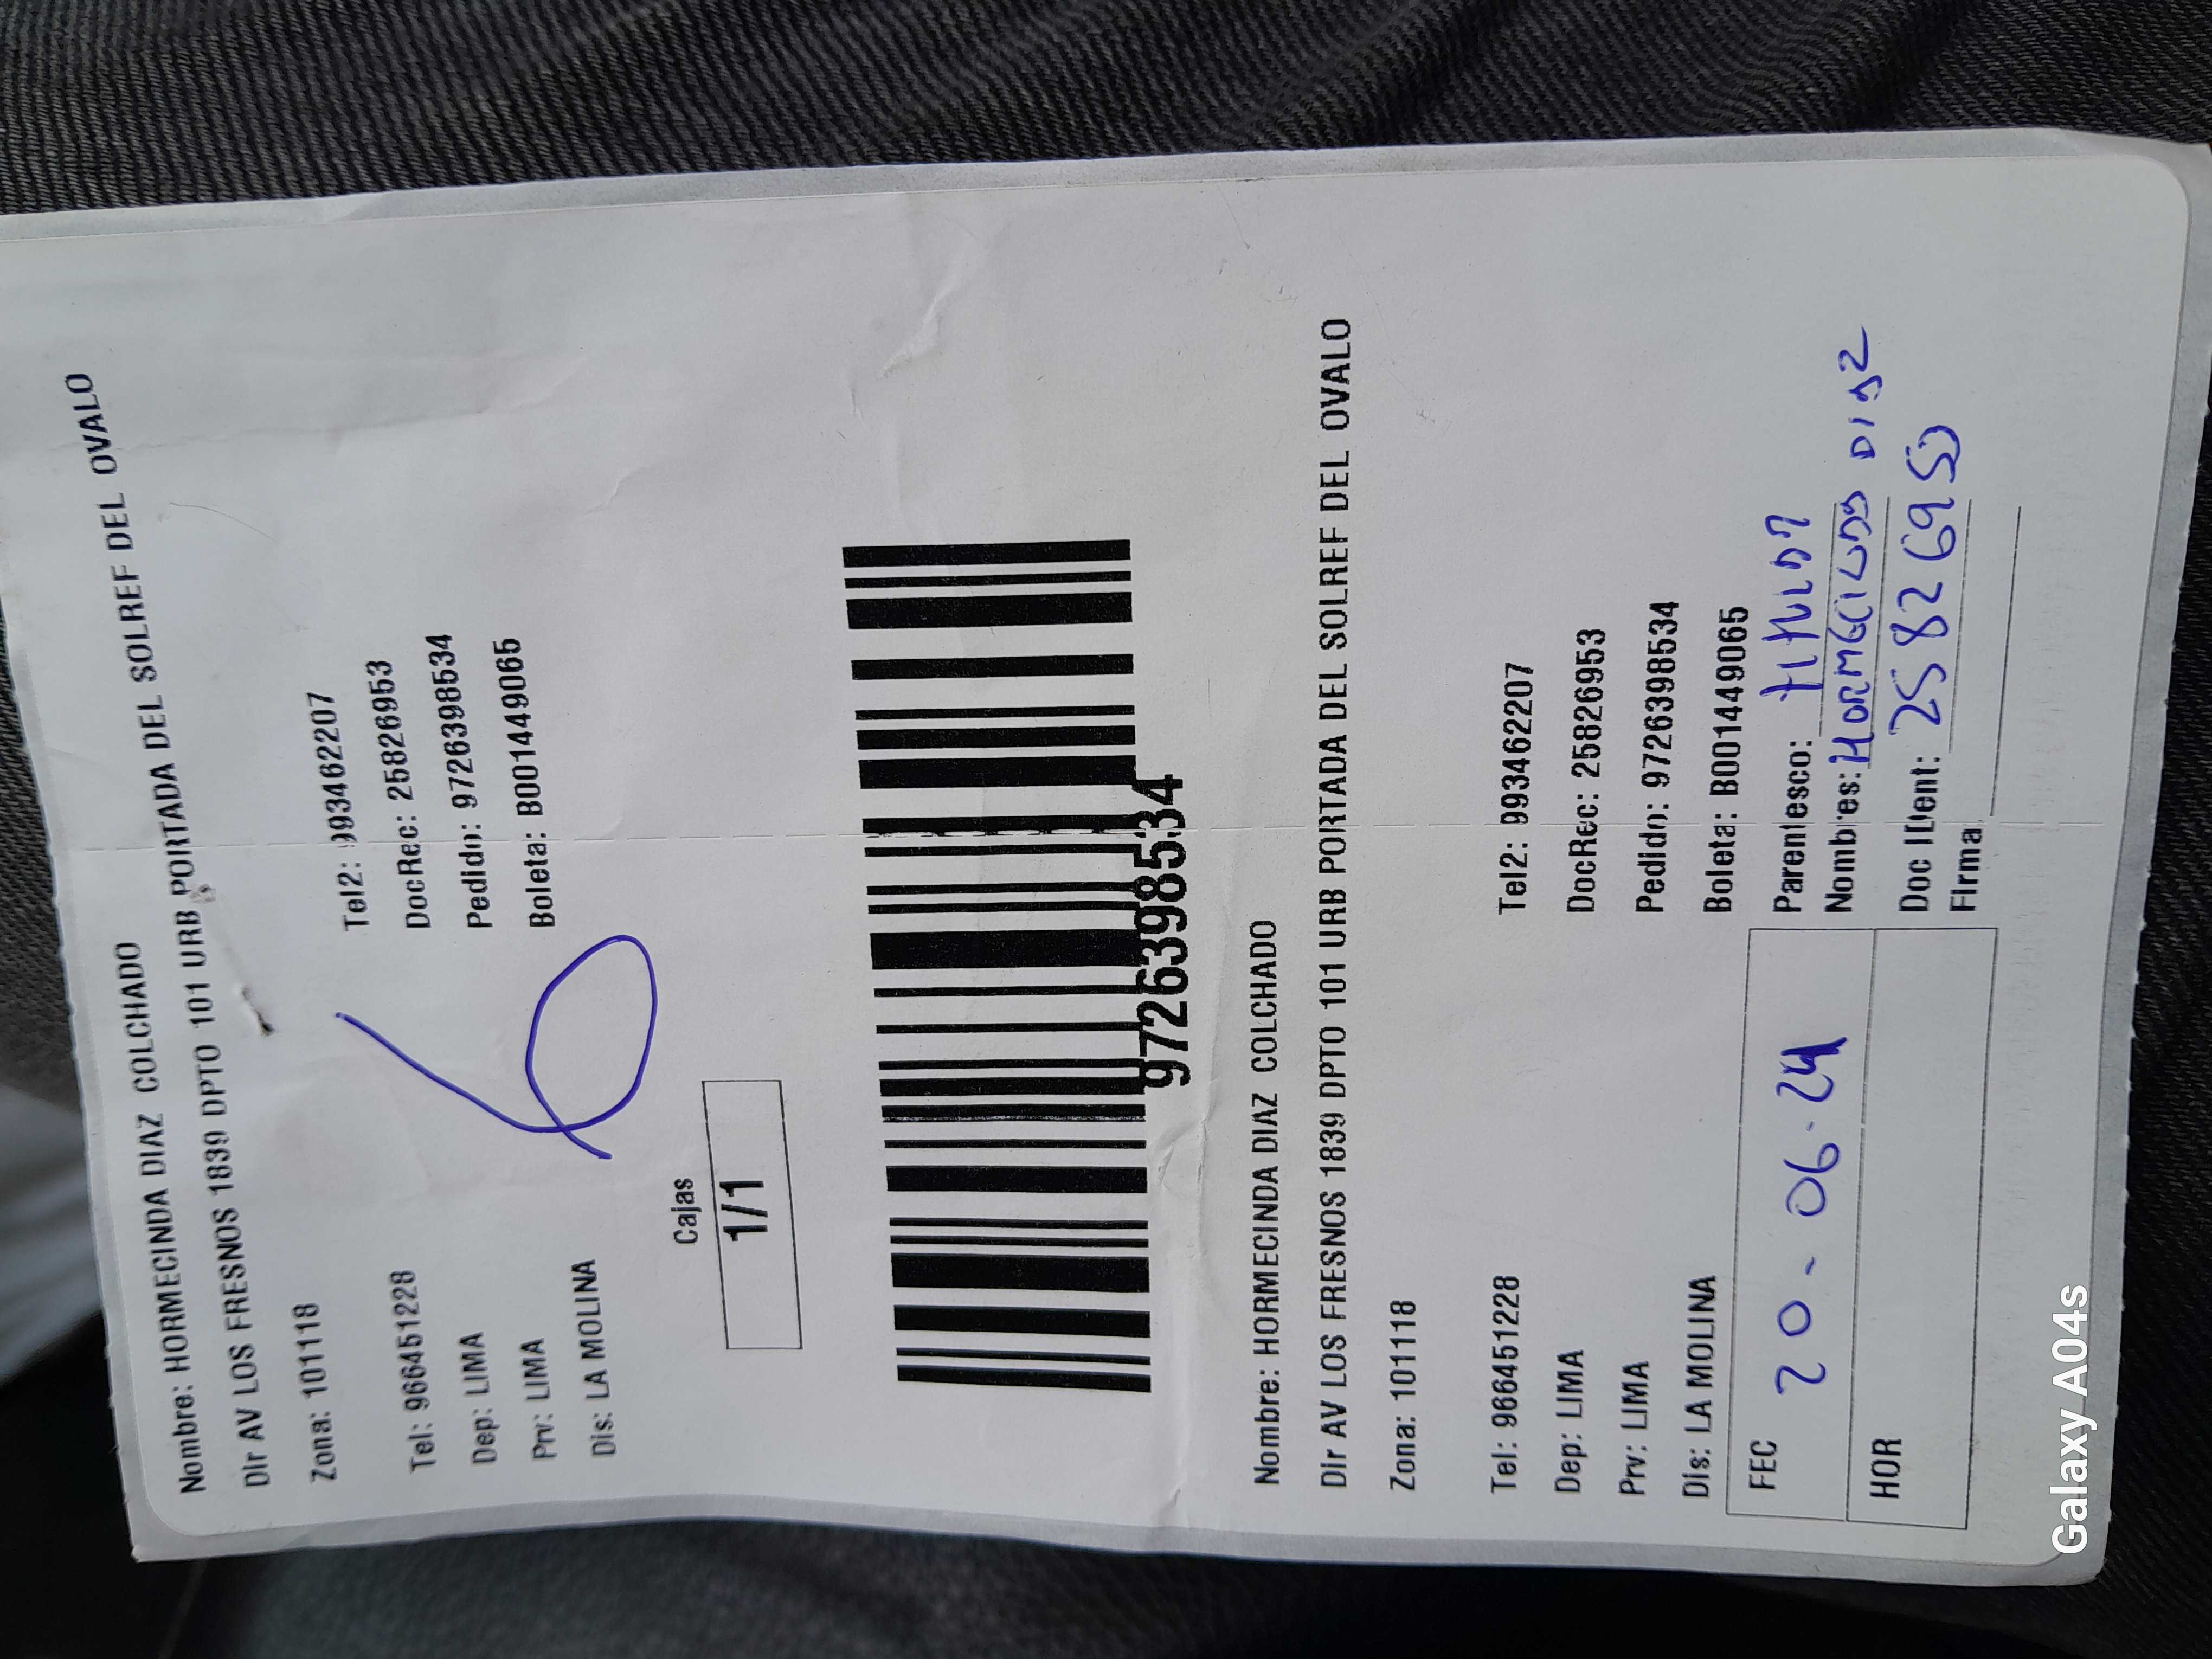 Nombre: HORMECINDA DIAZ COLCHADO
Dir AV LOS FRESNOS 1839 DPTO 101 URB PORTADA DEL SOLREF DEL OVALO
Zona: 101118
Tel: 966451228 Tel2: 993462207
Dep: LIMA DocRec: 25826953
Prv: LIMA Pedido: 972639398534
Dis: LA MOLINA Boleta: B001449065
6
Cajas
1/1
97263398534
Nombre: HORMECINDA DIAZ COLCHADO
Dir AV LOS FRESNOS 1839 DPTO 101 URB PORTADA DEL SOLREF DEL OVALO
Zona: 101118
Tel: 966451228 Tel2: 993462207
Dep: LIMA DocRec: 25826953
Prv: LIMA Pedido: 97263398534
Dis: LA MOLINA Boleta: B001449065
FEC 20-06-24 Parentesco: titular
Nombres: HORMECINDA DIAZ
HOR Doc IDent: 25826953
Firma
Galaxy A04s